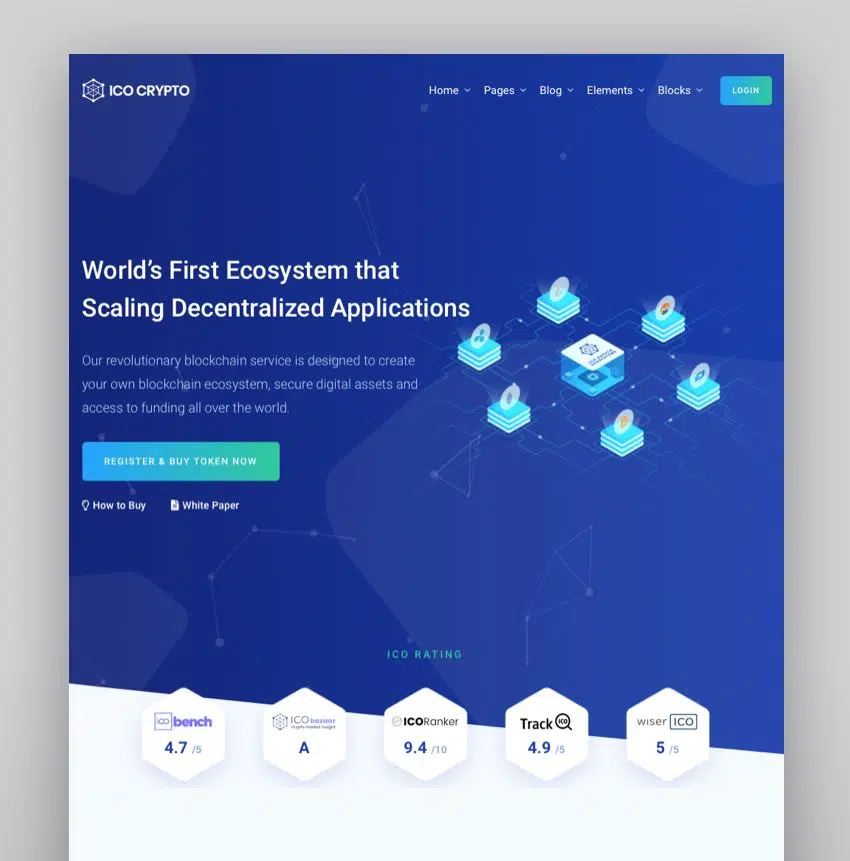 ICO CRYPTO
Home Pages Blog Elements Blocks LOGIN
World's First Ecosystem that
Scaling Decentralized Applications
Our revolutionary blockchain service is designed to create
your own blockchain ecosystem, secure digital assets and
access to funding all over the world.
REGISTER & BUY TOKEN NOW
How to Buy White Paper
ICO RATING
ICO bench
4.7 /5
ICO bazaar
crypto market insight
A
ICORanker
9.4 /10
Track ICO
4.9 /5
wiser ICO
5 /5